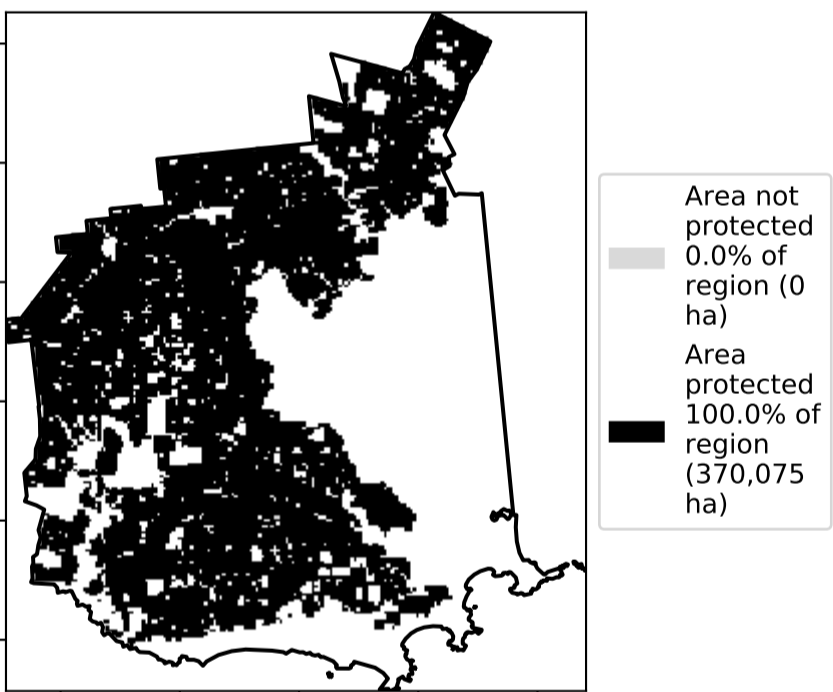 Area not
protected
0.0% of
region (0
ha)
Area
protected
100.0% of
region
(370,075
ha)